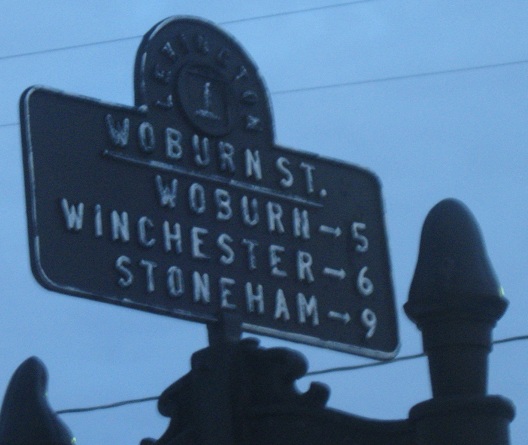 LEXINGTON
WOBURN ST.
WOBURN → 5
WINCHESTER → 6
STONEHAM → 9